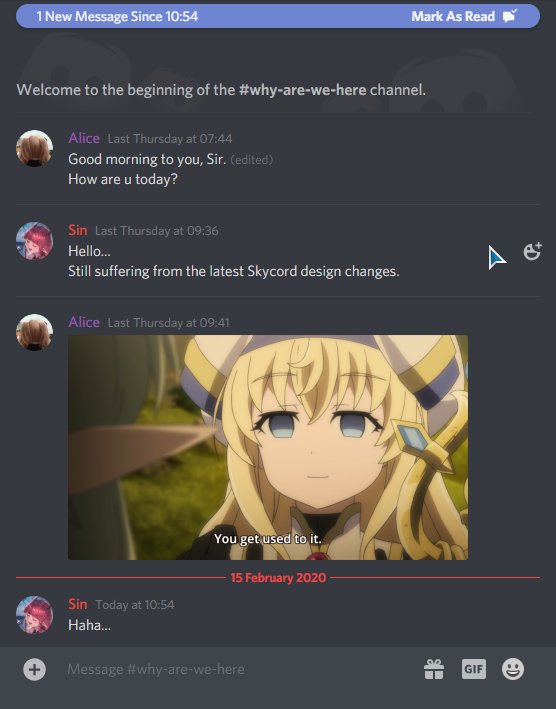 1 New Message Since 10:54 Mark As Read
Welcome to the beginning of the #why-are-we-here channel.
Alice Last Thursday at 07:44
Good morning to you, Sir. (edited)
How are u today?
Sin Last Thursday at 09:36
Hello...
Still suffering from the latest Skycord design changes.
Alice Last Thursday at 09:41
You get used to it.
15 February 2020
Sin Today at 10:54
Haha...
Message #why-are-we-here
GIF